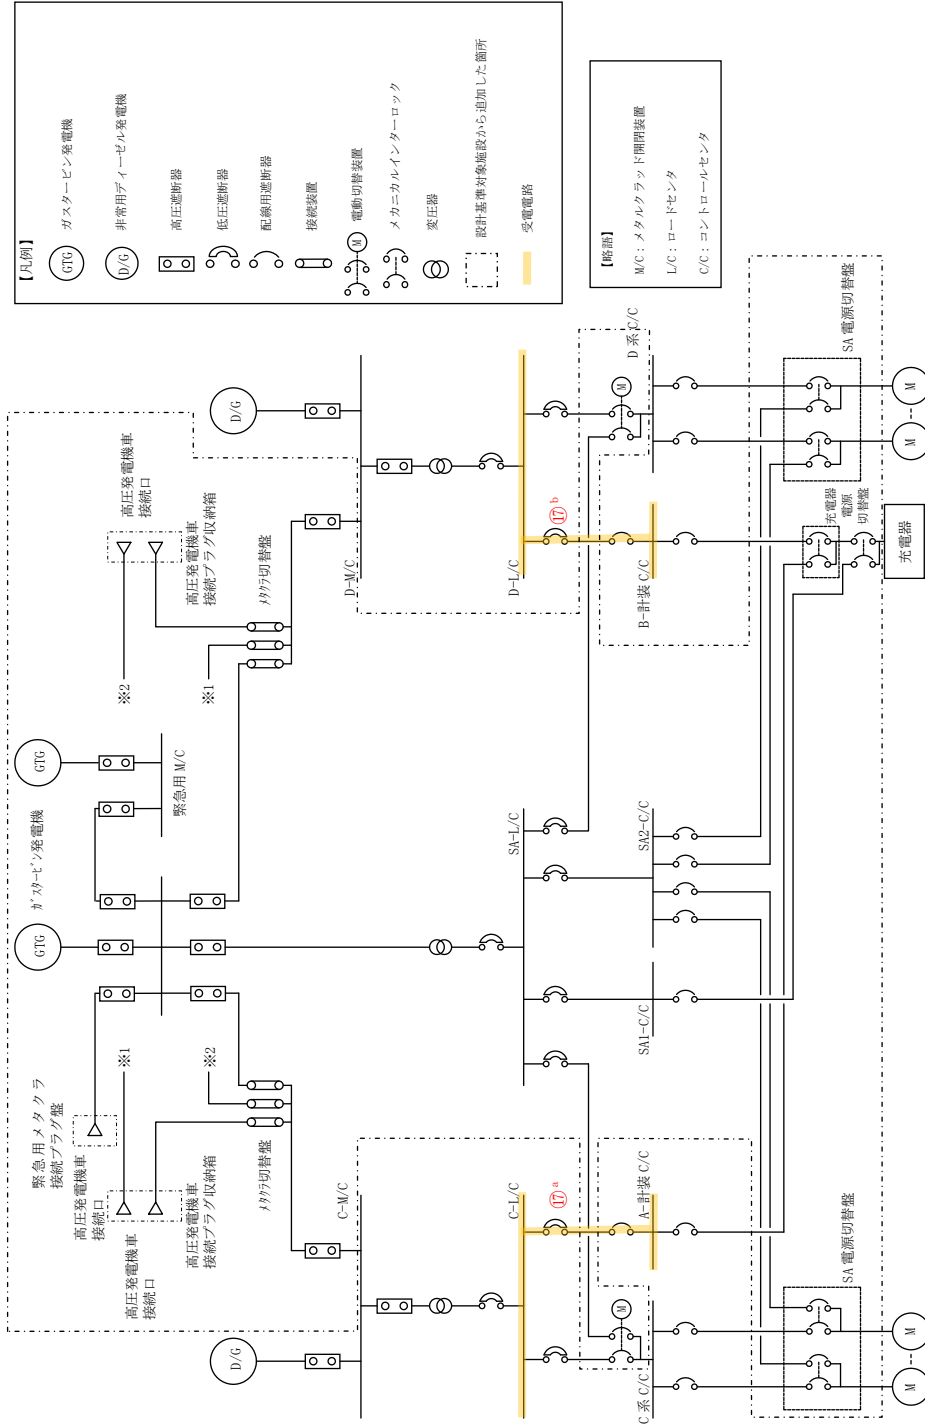 【凡例】
GTG
ガスタービン発電機
D/G
非常用ディーゼル発電機
高圧遮断器
低圧遮断器
配線用遮断器
接続装置
M
電動切替装置
メカニカルインターロック
変圧器
設計基準対象施設から追加した箇所
受電電路
【略語】
M/C：メタルクラッド開閉装置
L/C：ロードセンタ
C/C：コントロールセンタ
緊急用メタクラ
接続プラグ盤
高圧発電機車
接続口
高圧発電機車
接続口
高圧発電機車
接続プラグ収納箱
※1
※2
メタクラ切替盤
GTG
ガスタービン発電機
GTG
緊急用M/C
高圧発電機車
接続口
高圧発電機車
接続プラグ収納箱
※2
※1
メタクラ切替盤
D/G
D/G
C-M/C
D-M/C
C-L/C
SA-L/C
D-L/C
⑰a
⑰b
C系C/C
M
A-計装C/C
SA1-C/C
SA2-C/C
B-計装C/C
M
D系C/C
SA電源切替盤
SA電源切替盤
充電器
電源
切替盤
充電器
M
M
M
M